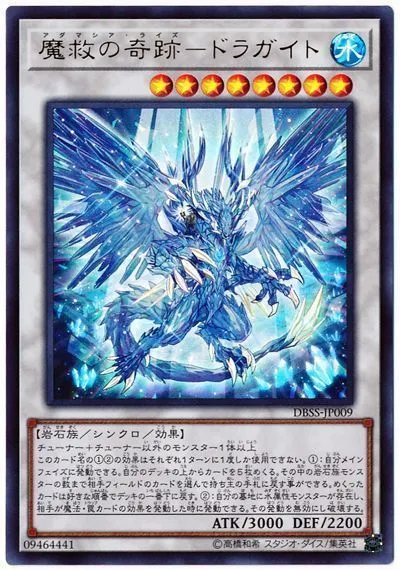 アダマシア・ライズ
魔救の奇跡－ドラガイト
水
DBSS-JP009
【岩石族／シンクロ／効果】
チューナー＋チューナー以外のモンスター１体以上
このカード名の①②の効果はそれぞれ１ターンに１度しか使用できない。①：自分メイン
フェイズに発動できる。自分のデッキの上からカードを５枚めくる。その中の岩石族モンス
ターの数まで相手フィールドのカードを選んで持ち主の手札に戻す事ができる。めくった
カードは好きな順番でデッキの一番下に戻す。②：自分の墓地に水属性モンスターが存在し、
相手が魔法・罠カードの効果を発動した時に発動できる。その発動を無効にし破壊する。
ATK/3000 DEF/2200
09464441
©高橋和希 スタジオ・ダイス/集英社